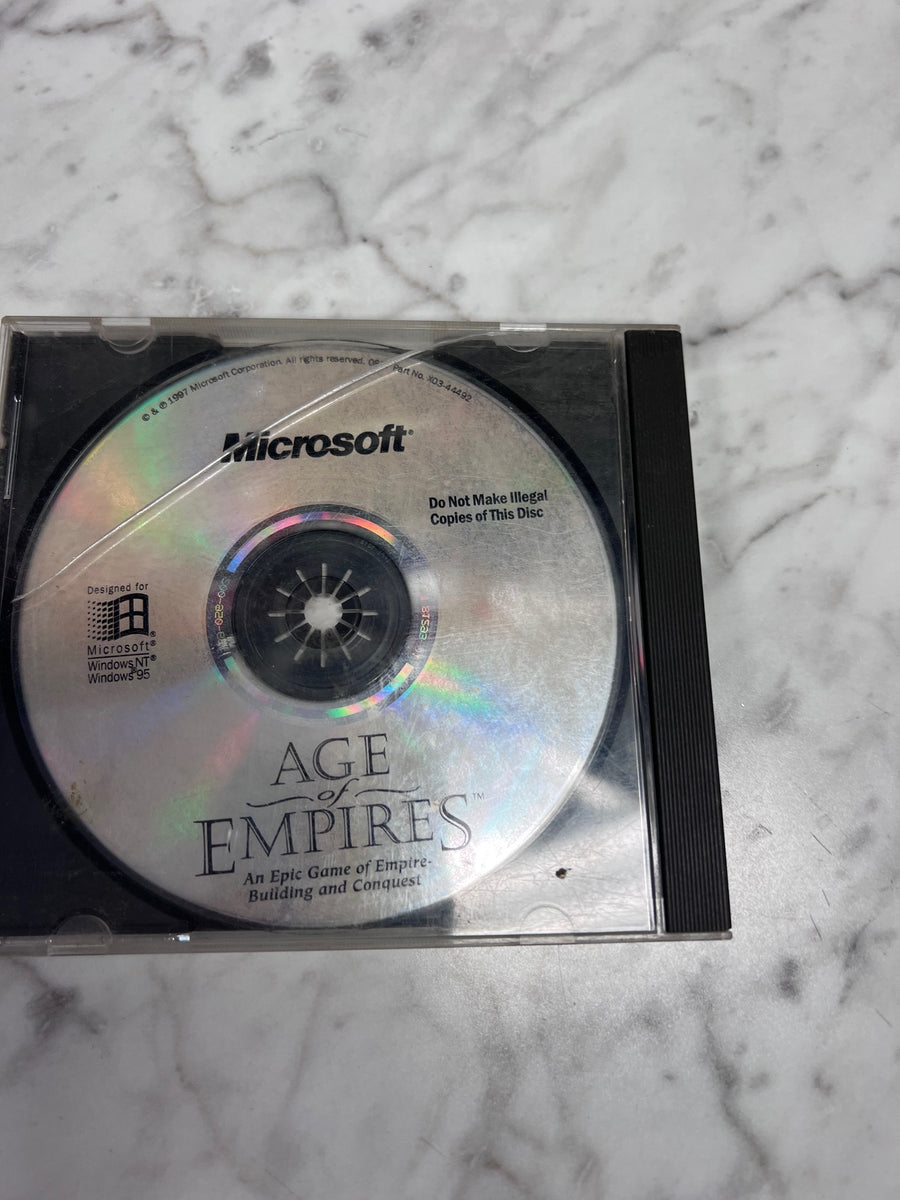 © & ℗ 1997 Microsoft Corporation. All rights reserved. Part No. X03-44492
Microsoft®
Do Not Make Illegal
Copies of This Disc
Designed for
Microsoft®
Windows NT®
Windows® 95
AGE
of
EMPIRES™
An Epic Game of Empire-
Building and Conquest